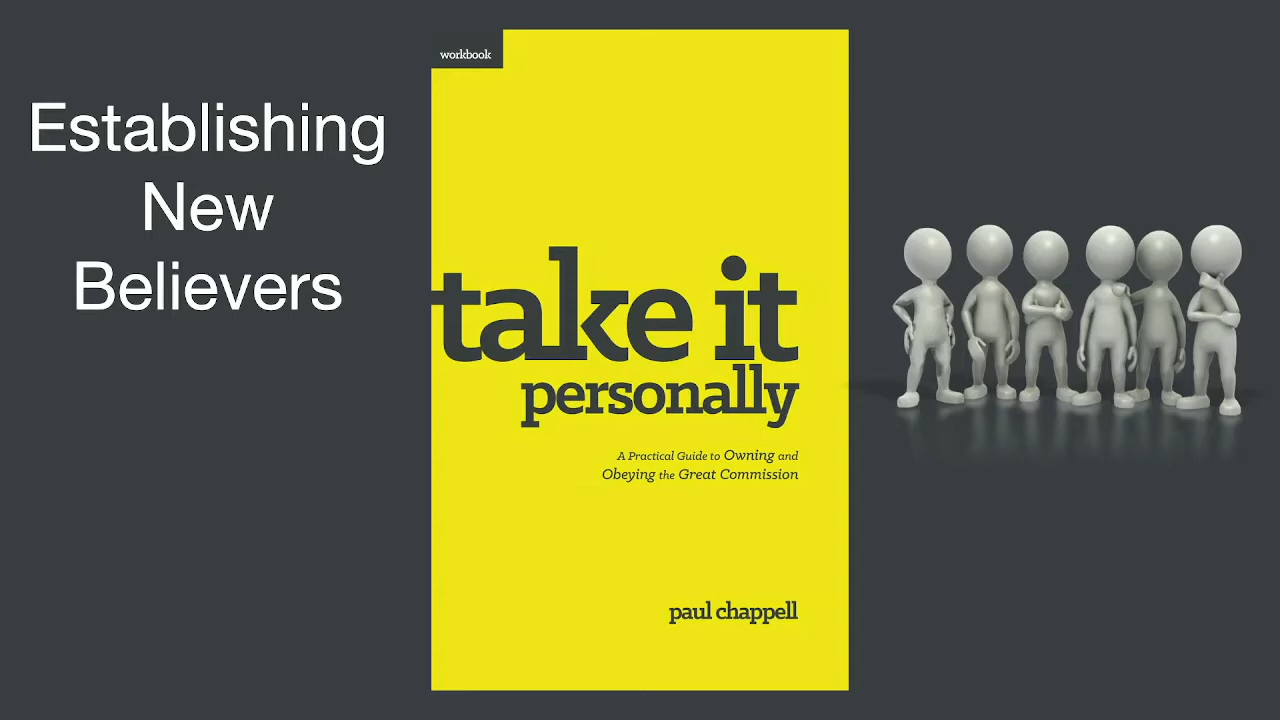 Establishing
New
Believers
workbook
take it
personally
A Practical Guide to Owning and
Obeying the Great Commission
paul chappell